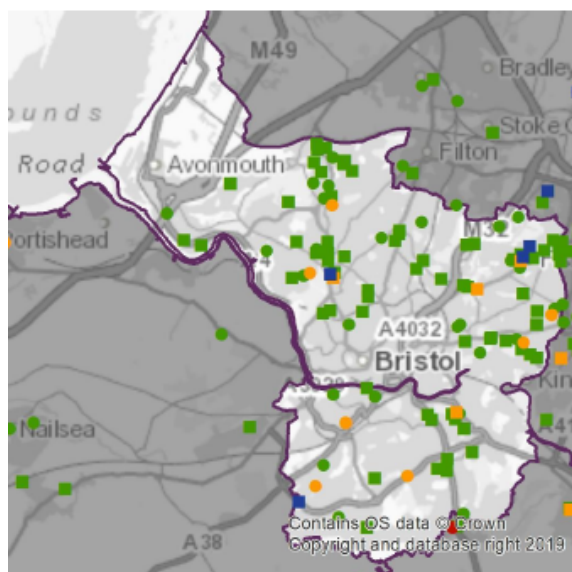 M49
Bradley
ounds
Stoke G
Road
Avonmouth
Filton
M32
Portishead
A4032
Bristol
Kin
Nailsea
Contains OS data © Crown
Copyright and database right 2019
A38